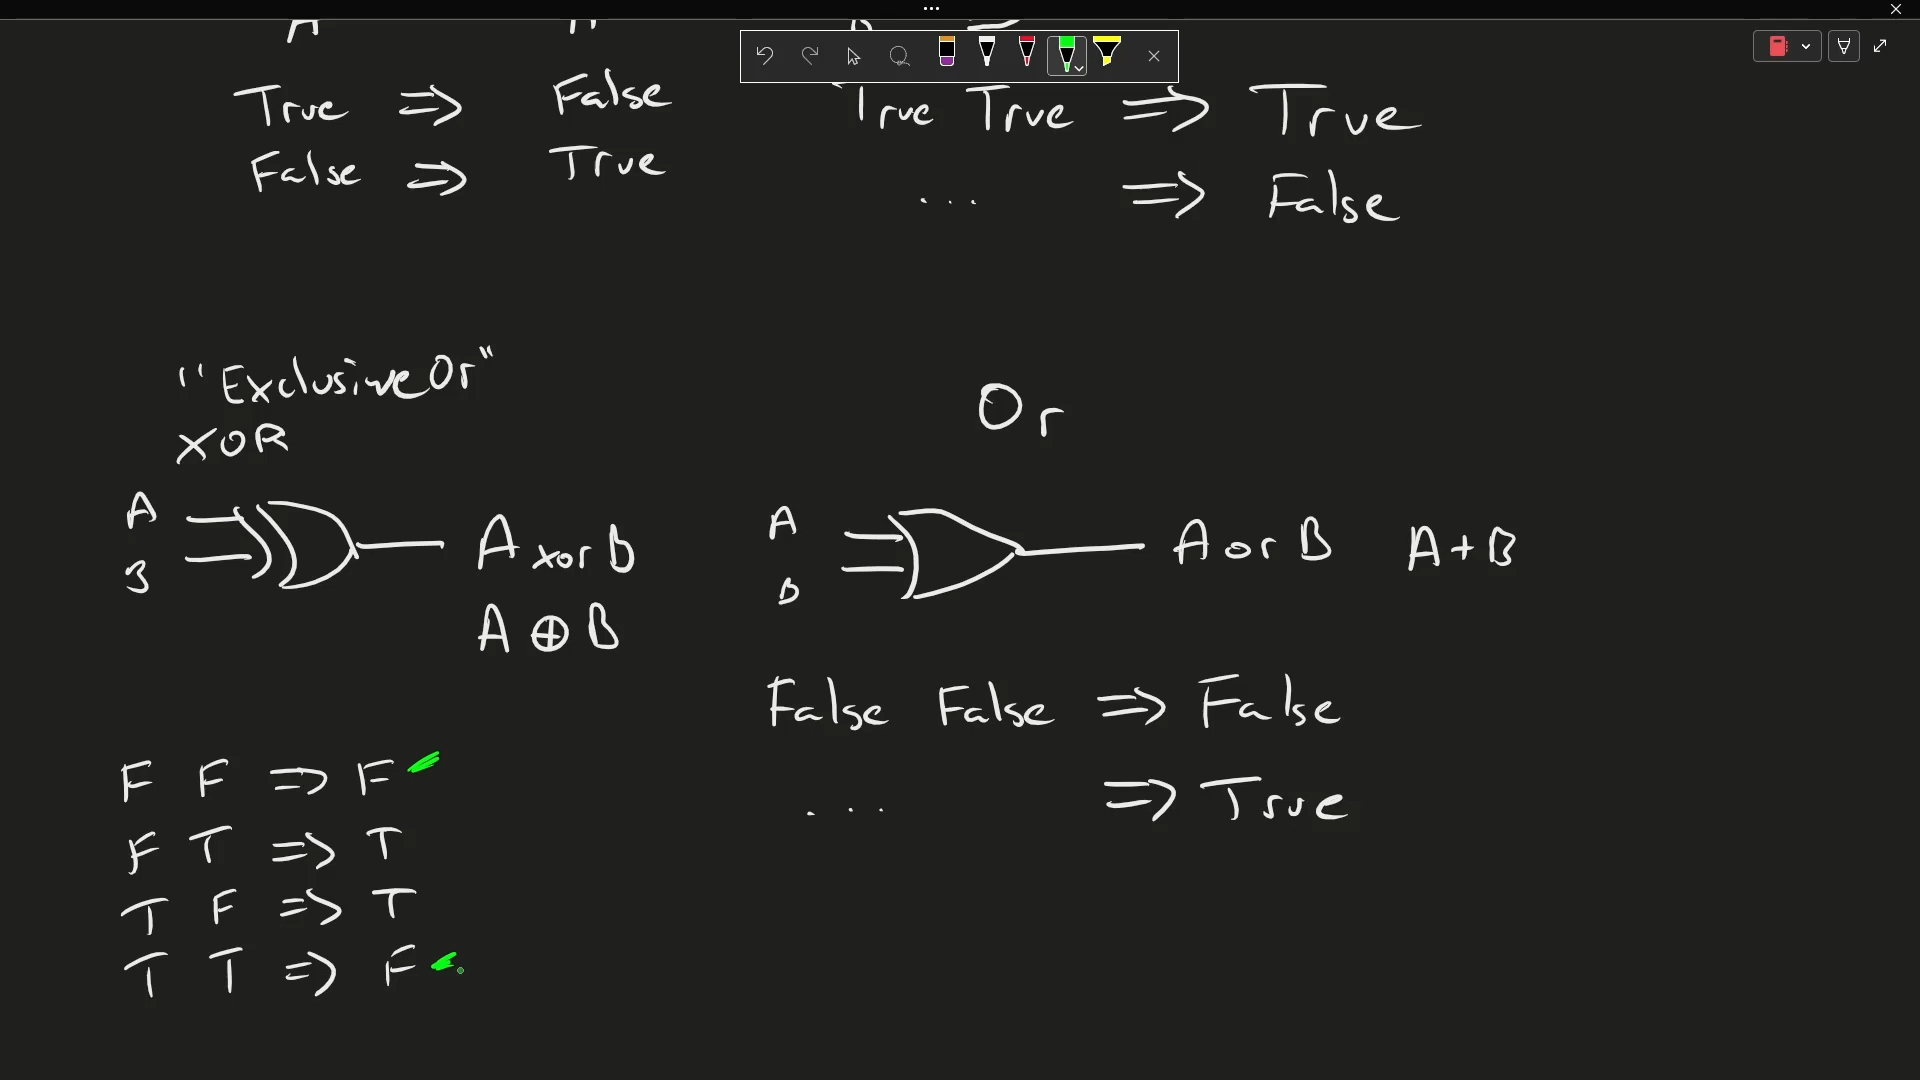 True => False
False => True
True True => True
... => False
"Exclusive Or"
XOR
A
B
A xor B
A ⊕ B
F F => F
F T => T
T F => T
T T => F
Or
A
B
A or B A+B
False False => False
... => True